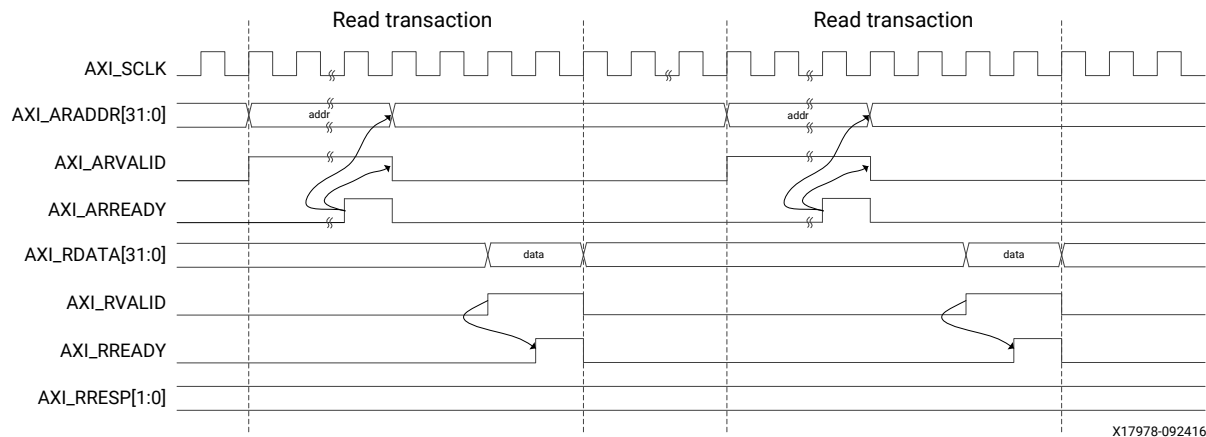 Read transaction Read transaction
AXI_SCLK
AXI_ARADDR[31:0] addr addr
AXI_ARVALID
AXI_ARREADY
AXI_RDATA[31:0] data data
AXI_RVALID
AXI_RREADY
AXI_RRESP[1:0]
X17978-092416